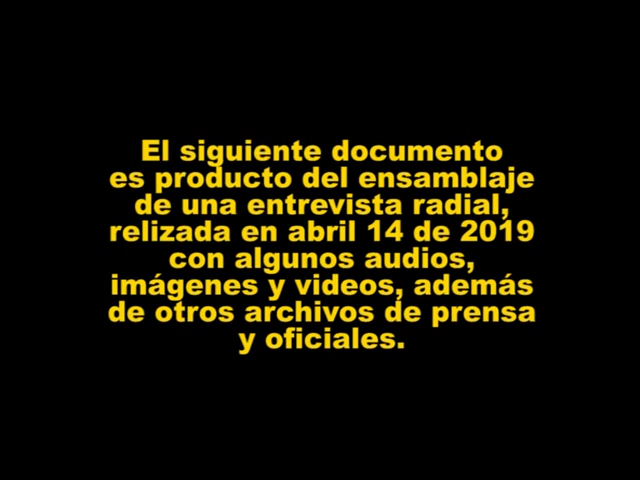 El siguiente documento
es producto del ensamblaje
de una entrevista radial,
relizada en abril 14 de 2019
con algunos audios,
imágenes y videos, además
de otros archivos de prensa
y oficiales.